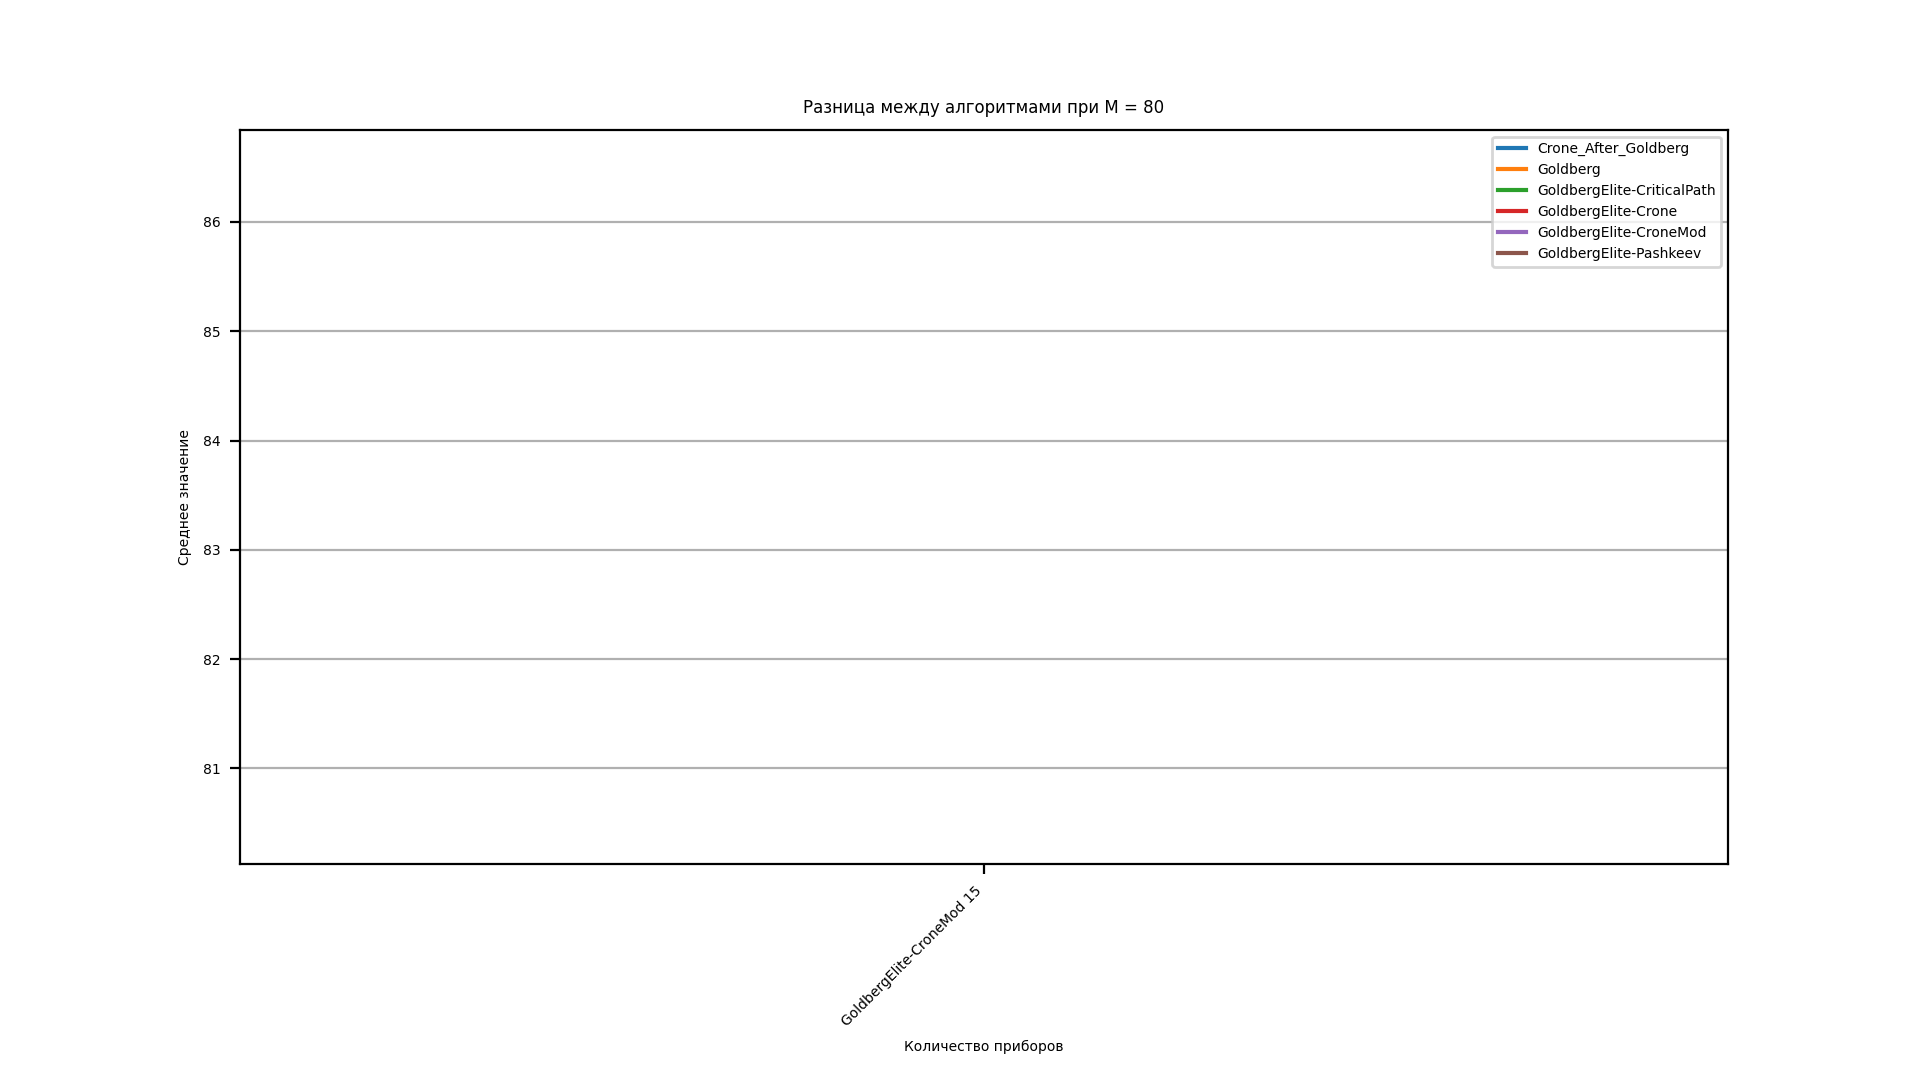 Разница между алгоритмами при M = 80
Crone_After_Goldberg
Goldberg
GoldbergElite-CriticalPath
GoldbergElite-Crone
GoldbergElite-CroneMod
GoldbergElite-Pashkeev
86
85
84
83
82
81
Среднее значение
GoldbergElite-CroneMod 15
Количество приборов